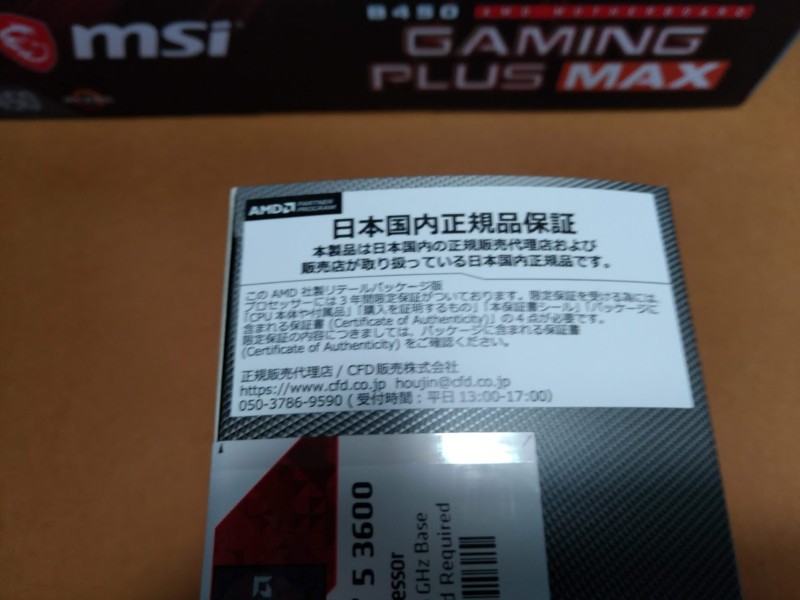 msi
B450 AMD MOTHERBOARD
GAMING
PLUS MAX
AMD PARTNER PROGRAM
日本国内正規品保証
本製品は日本国内の正規販売代理店および
販売店が取り扱っている日本国内正規品です。
この AMD 社製リテールパッケージ版
プロセッサーには 3 年間限定保証がついております。限定保証を受ける為には、
「CPU 本体や付属品」「購入を証明するもの」「本保証書シール」「パッケージに
含まれる保証書 (Certificate of Authenticity)」の 4 点が必要です。
限定保証の内容につきましては、パッケージに含まれる保証書
(Certificate of Authenticity) をご確認ください。
正規販売代理店 / CFD 販売株式会社
https://www.cfd.co.jp houjin@cfd.co.jp
050-3786-9590 ( 受付時間 : 平日 13:00-17:00)
5 3600
essor
GHz Base
d Required